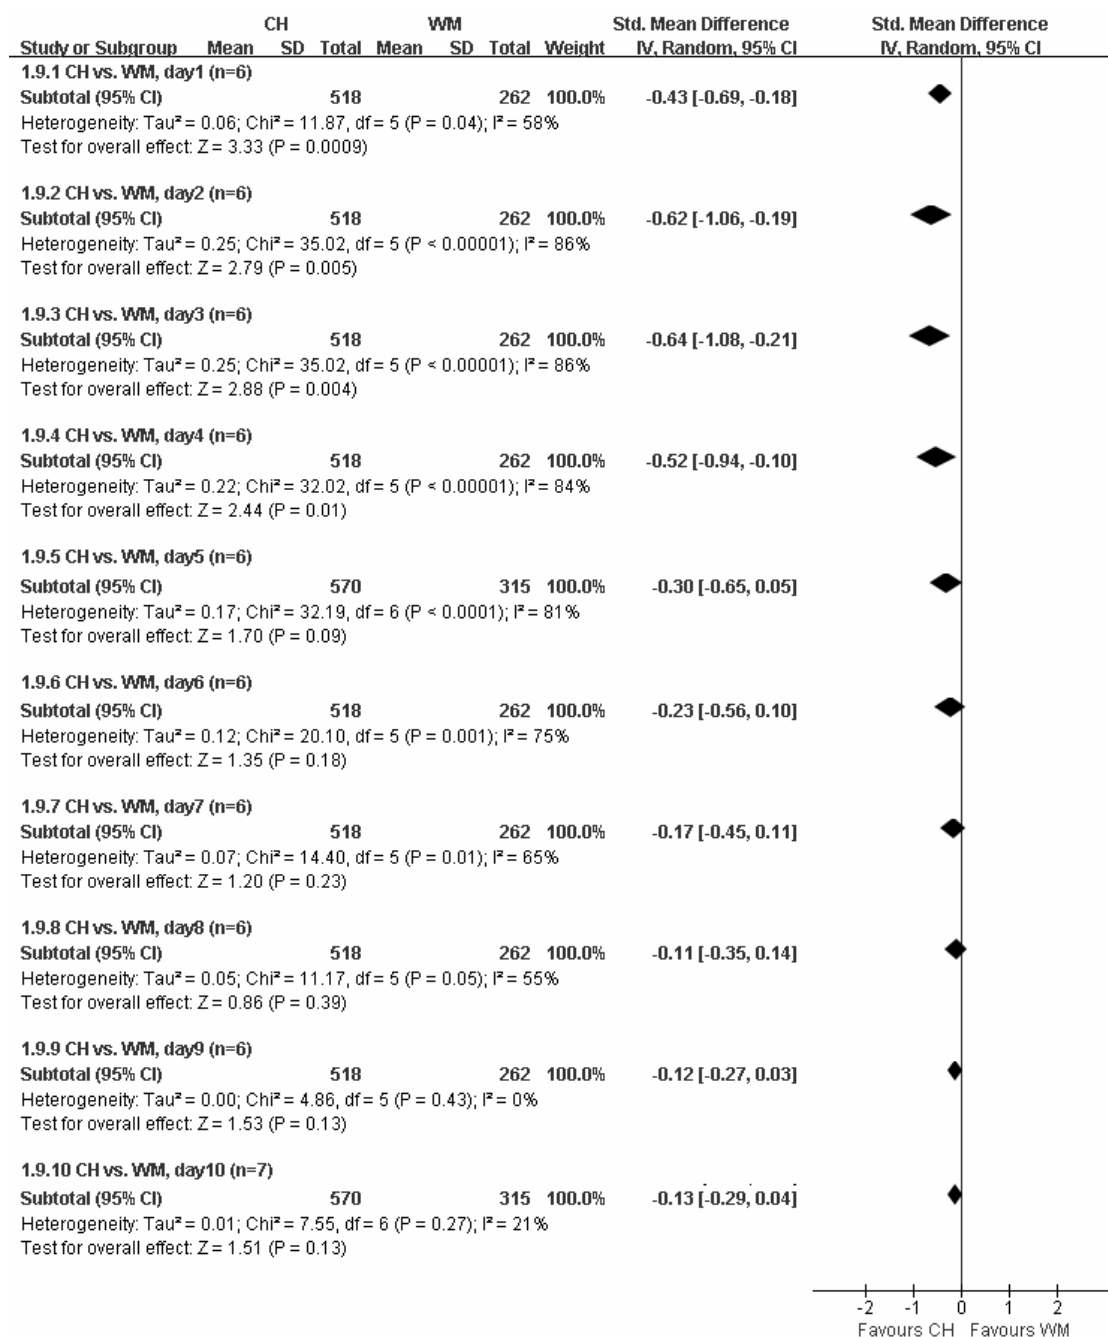 CH WM Std. Mean Difference Std. Mean Difference
Study or Subgroup Mean SD Total Mean SD Total Weight IV, Random, 95% CI IV, Random, 95% CI
1.9.1 CH vs. WM, day1 (n=6)
Subtotal (95% CI) 518 262 100.0% -0.43 [-0.69, -0.18]
Heterogeneity: Tau² = 0.06; Chi² = 11.87, df = 5 (P = 0.04); I² = 58%
Test for overall effect: Z = 3.33 (P = 0.0009)
1.9.2 CH vs. WM, day2 (n=6)
Subtotal (95% CI) 518 262 100.0% -0.62 [-1.06, -0.19]
Heterogeneity: Tau² = 0.25; Chi² = 35.02, df = 5 (P < 0.00001); I² = 86%
Test for overall effect: Z = 2.79 (P = 0.005)
1.9.3 CH vs. WM, day3 (n=6)
Subtotal (95% CI) 518 262 100.0% -0.64 [-1.08, -0.21]
Heterogeneity: Tau² = 0.25; Chi² = 35.02, df = 5 (P < 0.00001); I² = 86%
Test for overall effect: Z = 2.88 (P = 0.004)
1.9.4 CH vs. WM, day4 (n=6)
Subtotal (95% CI) 518 262 100.0% -0.52 [-0.94, -0.10]
Heterogeneity: Tau² = 0.22; Chi² = 32.02, df = 5 (P < 0.00001); I² = 84%
Test for overall effect: Z = 2.44 (P = 0.01)
1.9.5 CH vs. WM, day5 (n=6)
Subtotal (95% CI) 570 315 100.0% -0.30 [-0.65, 0.05]
Heterogeneity: Tau² = 0.17; Chi² = 32.19, df = 6 (P < 0.0001); I² = 81%
Test for overall effect: Z = 1.70 (P = 0.09)
1.9.6 CH vs. WM, day6 (n=6)
Subtotal (95% CI) 518 262 100.0% -0.23 [-0.56, 0.10]
Heterogeneity: Tau² = 0.12; Chi² = 20.10, df = 5 (P = 0.001); I² = 75%
Test for overall effect: Z = 1.35 (P = 0.18)
1.9.7 CH vs. WM, day7 (n=6)
Subtotal (95% CI) 518 262 100.0% -0.17 [-0.45, 0.11]
Heterogeneity: Tau² = 0.07; Chi² = 14.40, df = 5 (P = 0.01); I² = 65%
Test for overall effect: Z = 1.20 (P = 0.23)
1.9.8 CH vs. WM, day8 (n=6)
Subtotal (95% CI) 518 262 100.0% -0.11 [-0.35, 0.14]
Heterogeneity: Tau² = 0.05; Chi² = 11.17, df = 5 (P = 0.05); I² = 55%
Test for overall effect: Z = 0.86 (P = 0.39)
1.9.9 CH vs. WM, day9 (n=6)
Subtotal (95% CI) 518 262 100.0% -0.12 [-0.27, 0.03]
Heterogeneity: Tau² = 0.00; Chi² = 4.86, df = 5 (P = 0.43); I² = 0%
Test for overall effect: Z = 1.53 (P = 0.13)
1.9.10 CH vs. WM, day10 (n=7)
Subtotal (95% CI) 570 315 100.0% -0.13 [-0.29, 0.04]
Heterogeneity: Tau² = 0.01; Chi² = 7.55, df = 6 (P = 0.27); I² = 21%
Test for overall effect: Z = 1.51 (P = 0.13)
-2 -1 0 1 2
Favours CH Favours WM